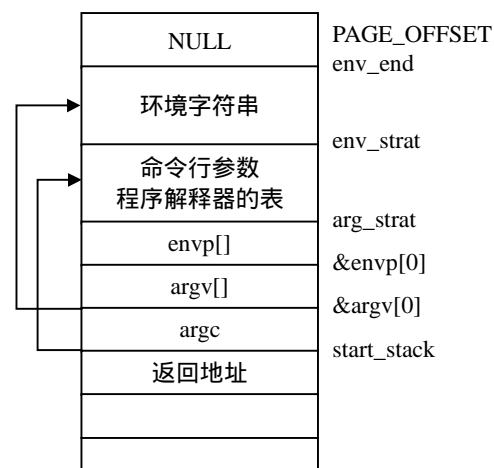 NULL
PAGE_OFFSET
env_end
环境字符串
env_strat
命令行参数
程序解释器的表
arg_strat
envp[]
&envp[0]
argv[]
&argv[0]
argc
start_stack
返回地址